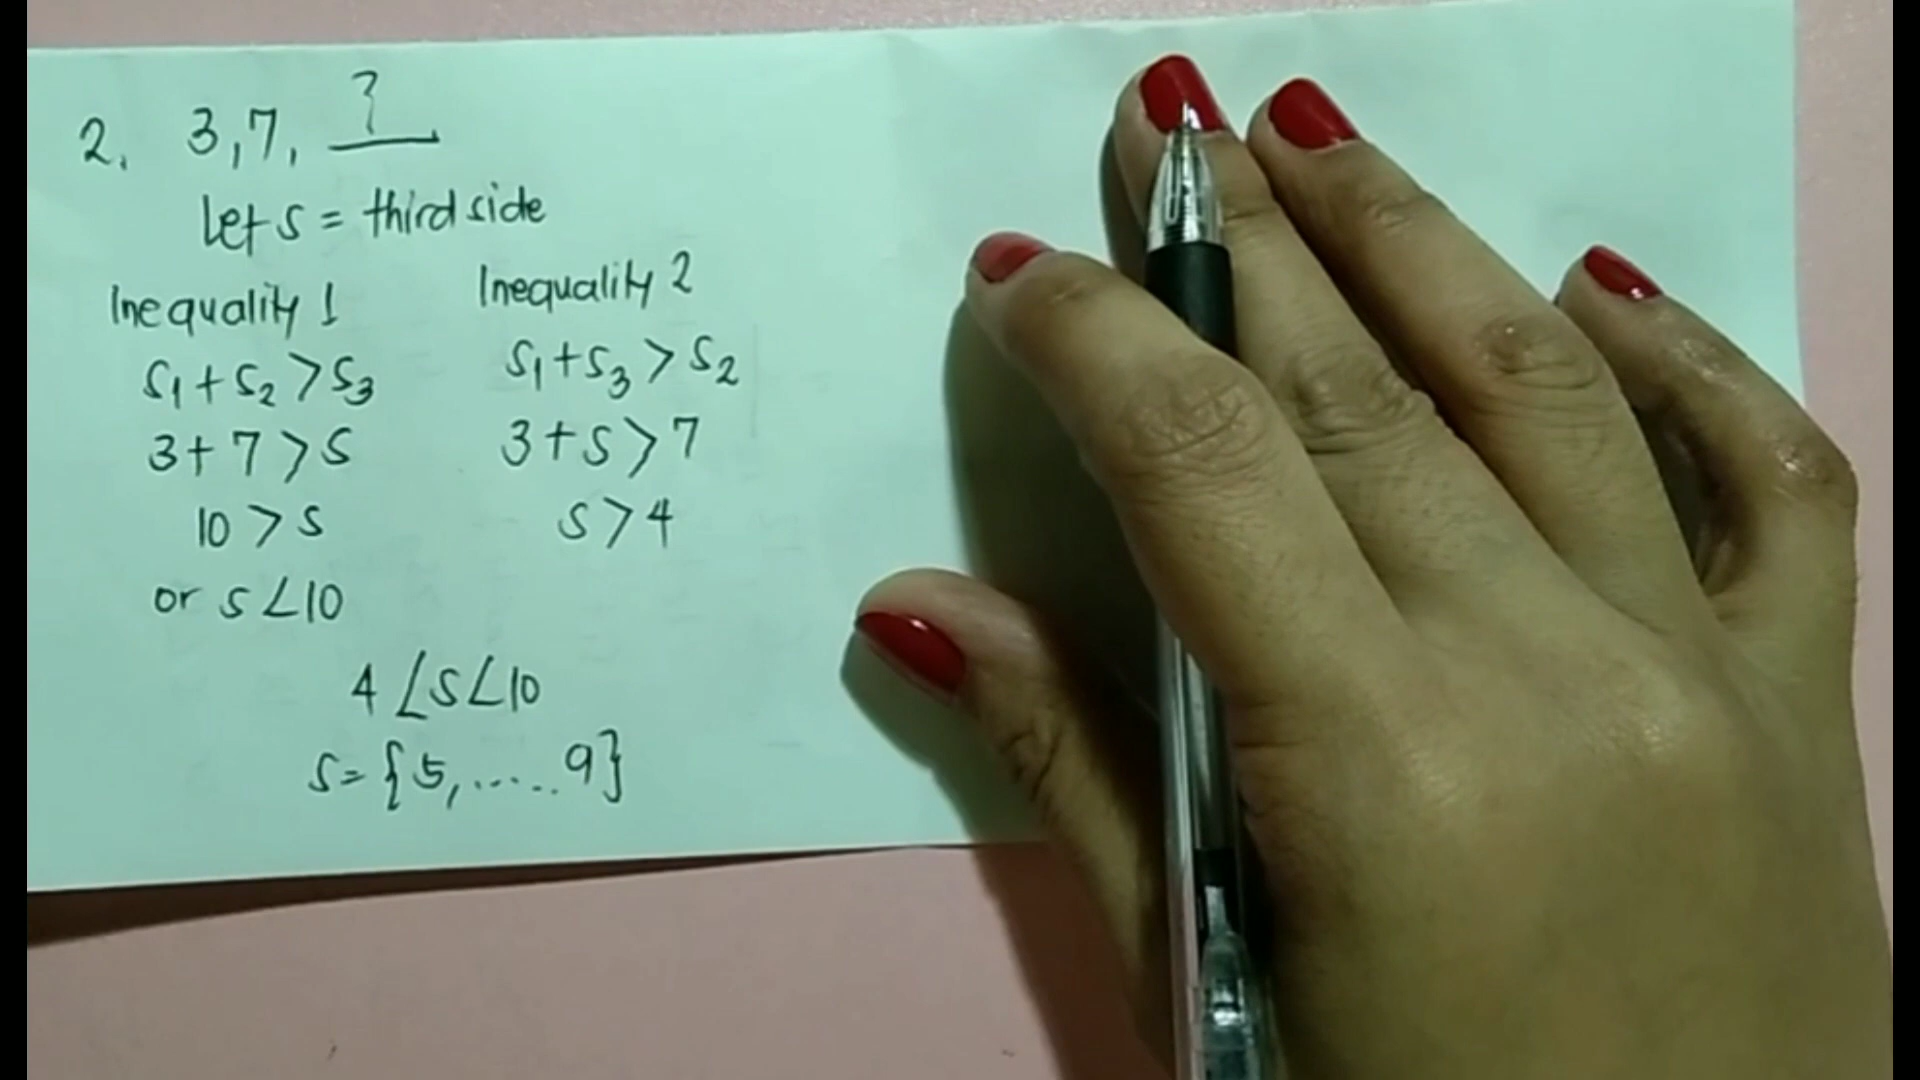 2. 3, 7, ?
Let s = third side
Inequality 1
s1 + s2 > s3
3 + 7 > s
10 > s
or s < 10
Inequality 2
s1 + s3 > s2
3 + s > 7
s > 4
4 < s < 10
s = {5, ..... 9}